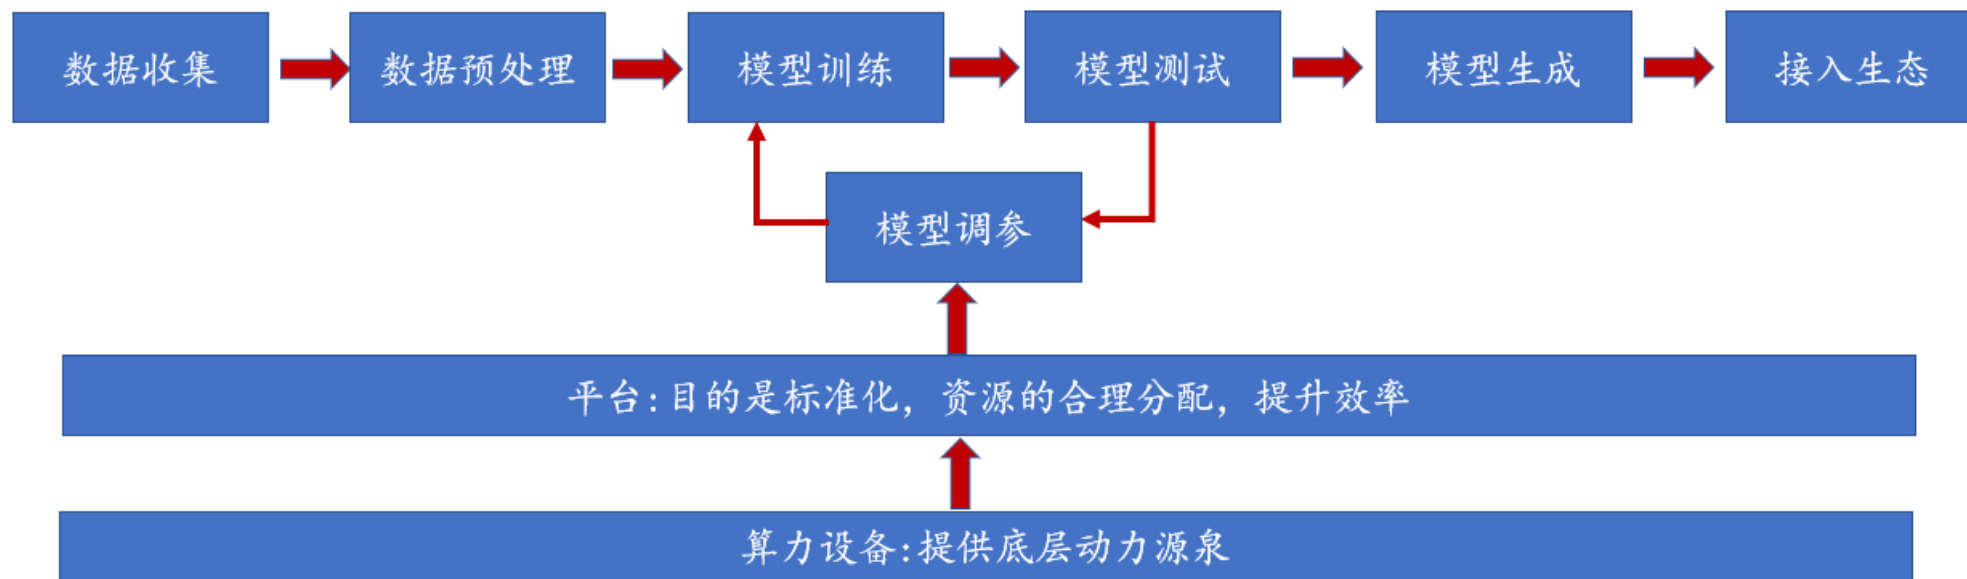 数据收集
数据预处理
模型训练
模型测试
模型生成
接入生态
模型调参
平台:目的是标准化，资源的合理分配，提升效率
算力设备:提供底层动力源泉